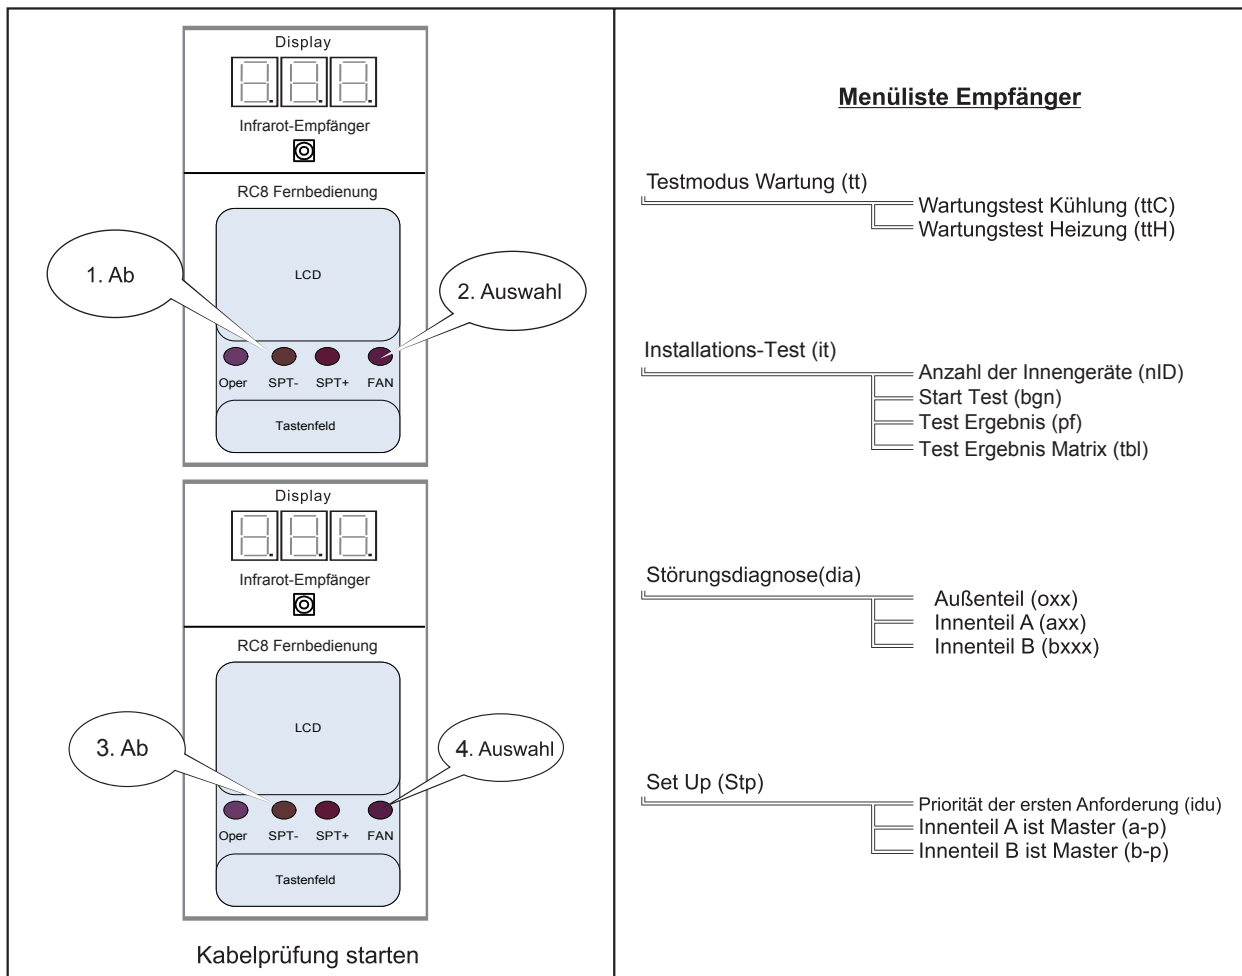 Display
Infrarot-Empfänger
RC8 Fernbedienung
1. Ab
LCD
2. Auswahl
Oper SPT- SPT+ FAN
Tastenfeld
Display
Infrarot-Empfänger
RC8 Fernbedienung
3. Ab
LCD
4. Auswahl
Oper SPT- SPT+ FAN
Tastenfeld
Kabelprüfung starten
Menüliste Empfänger
Testmodus Wartung (tt)
Wartungstest Kühlung (ttC)
Wartungstest Heizung (ttH)
Installations-Test (it)
Anzahl der Innengeräte (nID)
Start Test (bgn)
Test Ergebnis (pf)
Test Ergebnis Matrix (tbl)
Störungsdiagnose(dia)
Außenteil (oxx)
Innenteil A (axx)
Innenteil B (bxxx)
Set Up (Stp)
Priorität der ersten Anforderung (idu)
Innenteil A ist Master (a-p)
Innenteil B ist Master (b-p)